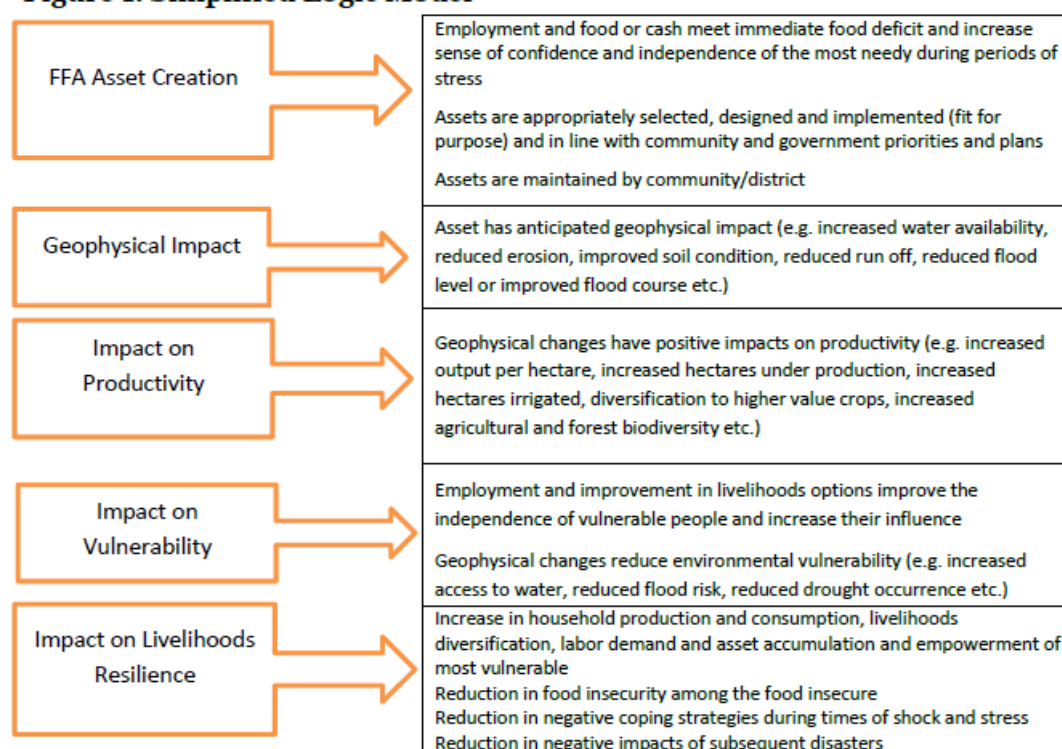 Figure 1: Simplified Logic Model
FFA Asset Creation
Employment and food or cash meet immediate food deficit and increase
sense of confidence and independence of the most needy during periods of
stress
Assets are appropriately selected, designed and implemented (fit for
purpose) and in line with community and government priorities and plans
Assets are maintained by community/district
Geophysical Impact
Asset has anticipated geophysical impact (e.g. increased water availability,
reduced erosion, improved soil condition, reduced run off, reduced flood
level or improved flood course etc.)
Impact on
Productivity
Geophysical changes have positive impacts on productivity (e.g. increased
output per hectare, increased hectares under production, increased
hectares irrigated, diversification to higher value crops, increased
agricultural and forest biodiversity etc.)
Impact on
Vulnerability
Employment and improvement in livelihoods options improve the
independence of vulnerable people and increase their influence
Geophysical changes reduce environmental vulnerability (e.g. increased
access to water, reduced flood risk, reduced drought occurrence etc.)
Impact on Livelihoods
Resilience
Increase in household production and consumption, livelihoods
diversification, labor demand and asset accumulation and empowerment of
most vulnerable
Reduction in food insecurity among the food insecure
Reduction in negative coping strategies during times of shock and stress
Reduction in negative impacts of subsequent disasters